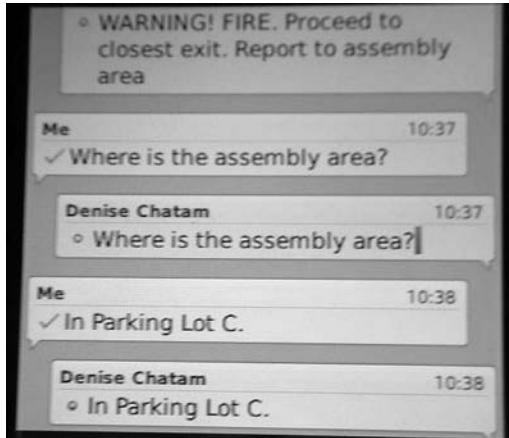 WARNING! FIRE. Proceed to
closest exit. Report to assembly
area
Me 10:37
Where is the assembly area?
Denise Chatam 10:37
Where is the assembly area?
Me 10:38
In Parking Lot C.
Denise Chatam 10:38
In Parking Lot C.